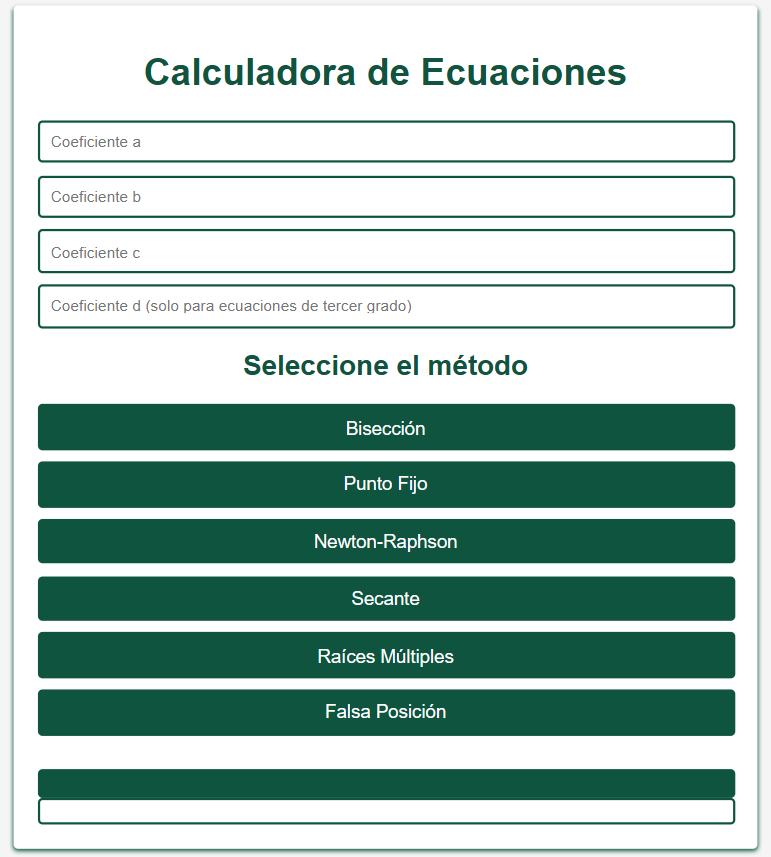 Calculadora de Ecuaciones
Coeficiente a
Coeficiente b
Coeficiente c
Coeficiente d (solo para ecuaciones de tercer grado)
Seleccione el método
Bisección
Punto Fijo
Newton-Raphson
Secante
Raíces Múltiples
Falsa Posición